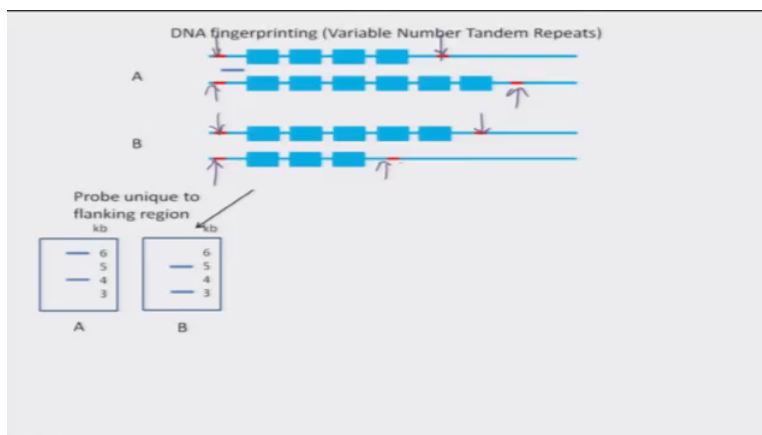 DNA fingerprinting (Variable Number Tandem Repeats)
A
B
Probe unique to
flanking region
kb
kb
6
6
5
5
4
4
3
3
A
B